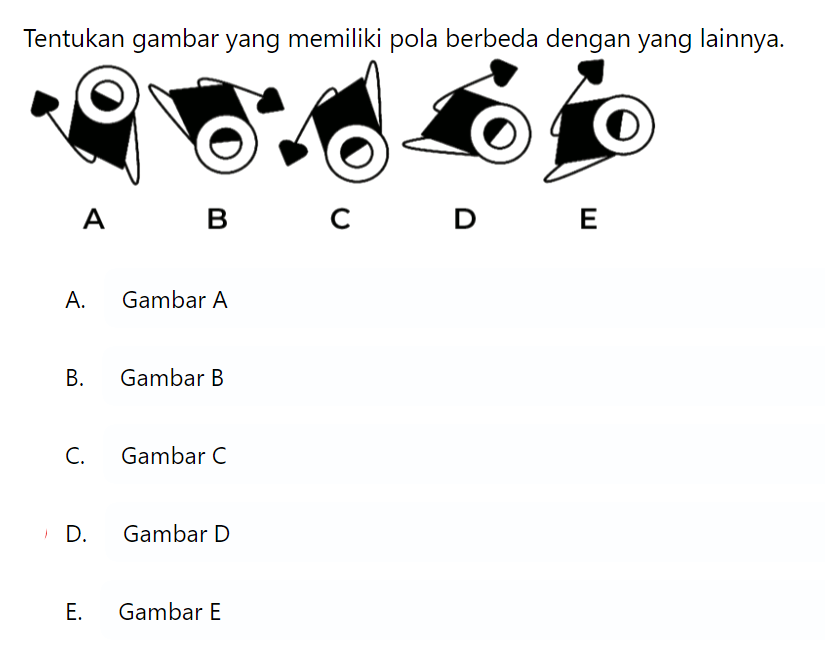 Tentukan gambar yang memiliki pola berbeda dengan yang lainnya.
A B C D E
A. Gambar A
B. Gambar B
C. Gambar C
D. Gambar D
E. Gambar E